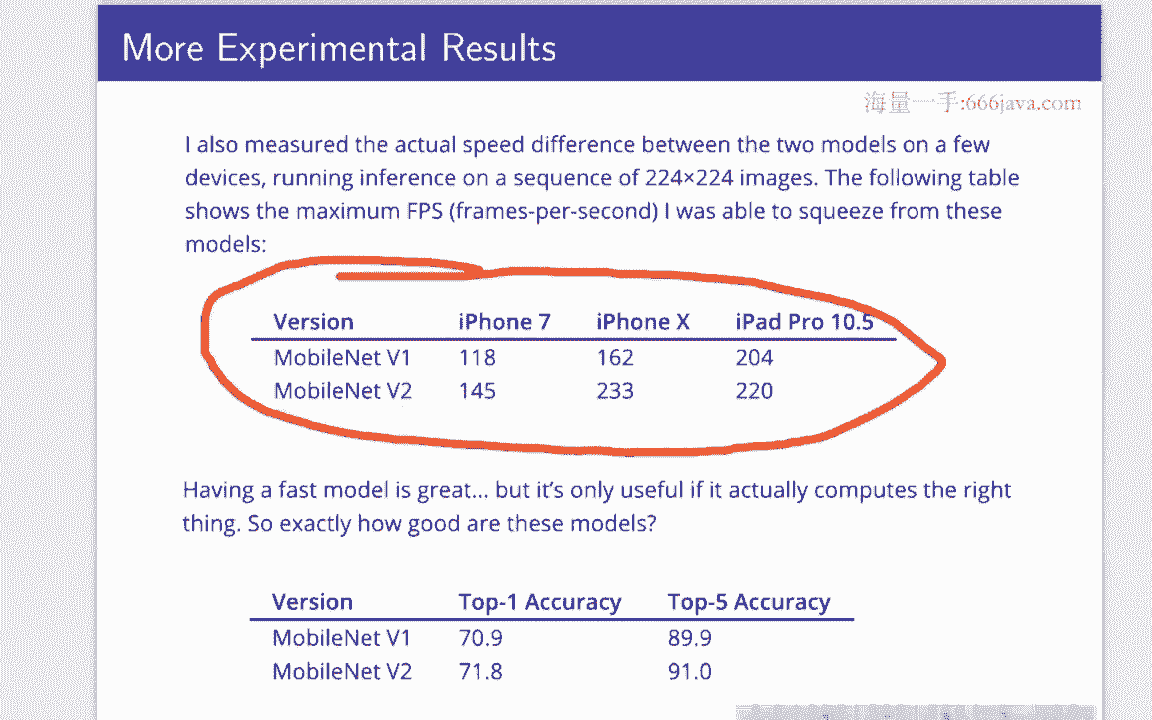 More Experimental Results
海量一手:666java.com
I also measured the actual speed difference between the two models on a few
devices, running inference on a sequence of 224×224 images. The following table
shows the maximum FPS (frames-per-second) I was able to squeeze from these
models:
Version iPhone 7 iPhone X iPad Pro 10.5
MobileNet V1 118 162 204
MobileNet V2 145 233 220
Having a fast model is great... but it's only useful if it actually computes the right
thing. So exactly how good are these models?
Version Top-1 Accuracy Top-5 Accuracy
MobileNet V1 70.9 89.9
MobileNet V2 71.8 91.0